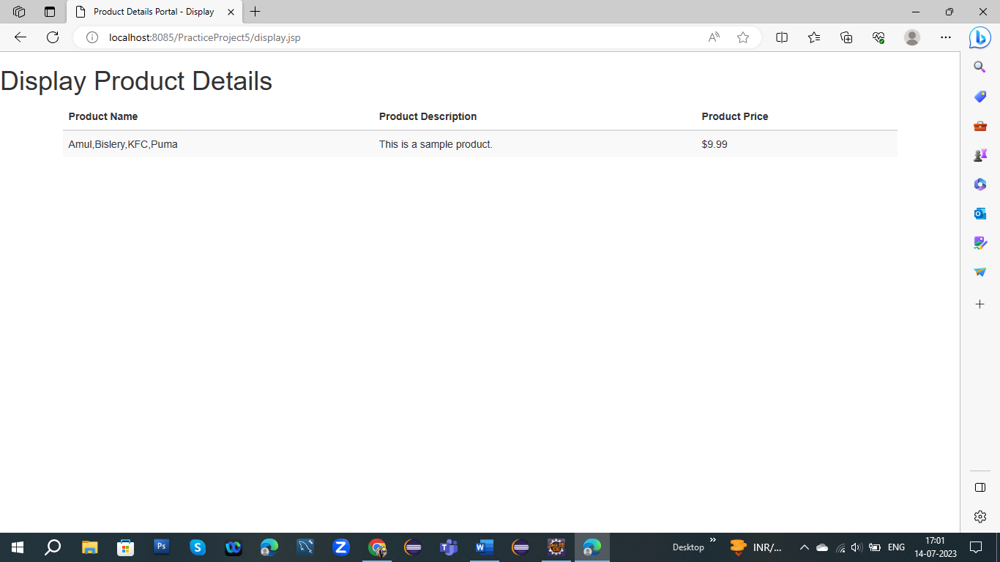 Product Details Portal - Display
localhost:8085/PracticeProject5/display.jsp
Display Product Details
Product Name Product Description Product Price
Amul,Bislery,KFC,Puma This is a sample product. $9.99
Desktop INR/... ENG 17:01
14-07-2023